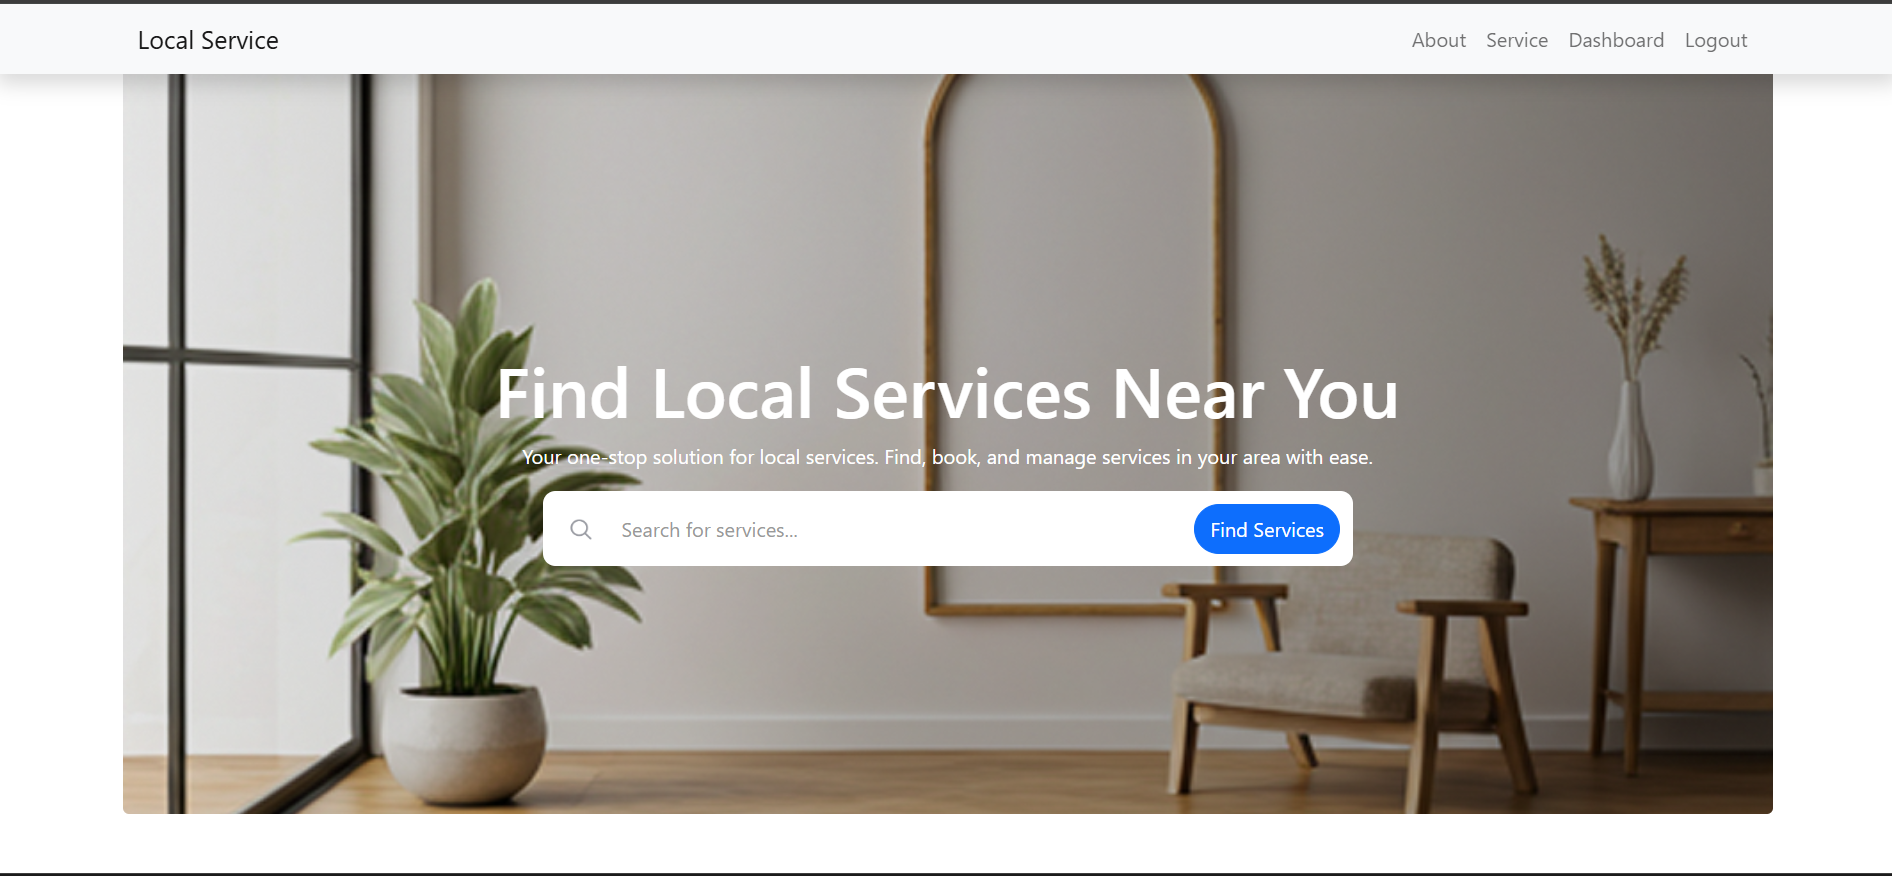 Local Service
About Service Dashboard Logout
Find Local Services Near You
Your one-stop solution for local services. Find, book, and manage services in your area with ease.
Search for services...
Find Services